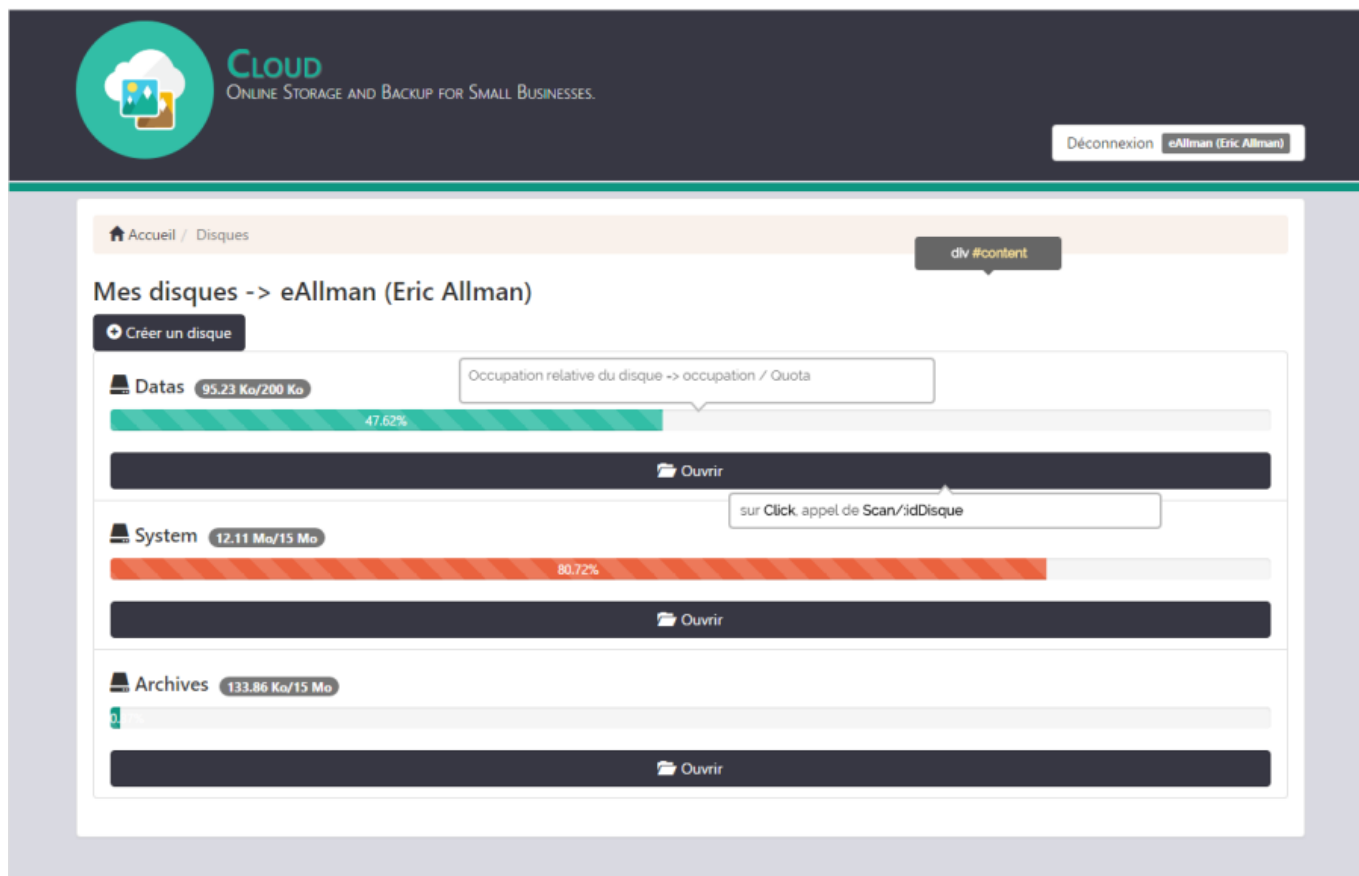 CLOUD
ONLINE STORAGE AND BACKUP FOR SMALL BUSINESSES.
Déconnexion eAllman (Eric Allman)
Accueil / Disques
div #content
Mes disques -> eAllman (Eric Allman)
Créer un disque
Datas 95.23 Ko/200 Ko
Occupation relative du disque -> occupation / Quota
47.62%
Ouvrir
sur Click, appel de Scan/:idDisque
System 12.11 Mo/15 Mo
80.72%
Ouvrir
Archives 133.86 Ko/15 Mo
Ouvrir